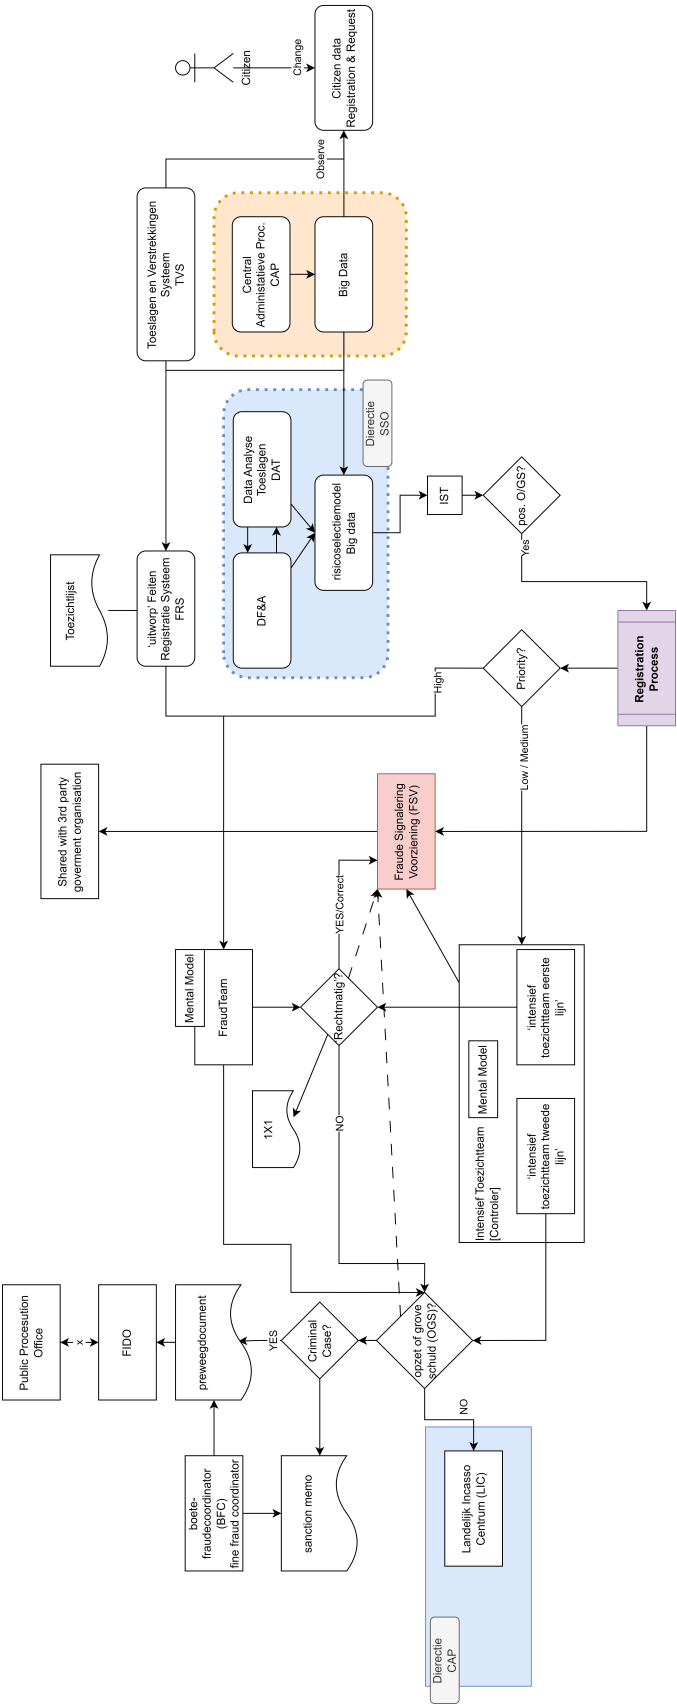 Citizen
Change
Citizen data
Registration & Request
Observe
Toeslagen en Verstrekkingen
Systeem
TVS
Central
Administatieve Proc.
CAP
Big Data
Dierectie
SSO
Data Analyse
Toeslagen
DAT
DF&A
risicoselectiemodel
Big data
IST
pos. O/GS?
Yes
Toezichtlijst
'uitworp' Feiten
Registratie Systeem
FRS
Registration
Process
Priority?
High
Low / Medium
Shared with 3rd party
goverment organisation
Fraude Signalering
Voorziening (FSV)
YES/Correct
Mental Model
FraudTeam
'Rechtmatig'?
1X1
NO
'intensief
toezichtteam eerste
lijn'
Mental Model
'intensief
toezichtteam tweede
lijn'
Intensief Toezichtteam
[Controler]
opzet of grove
schuld (OGS)?
Criminal
Case?
YES
preweegdocument
FIDO
x
Public Procesution
Office
boete-
fraudecoordinator
(BFC)
fine fraud coordinator
sanction memo
NO
Landelijk Incasso
Centrum (LIC)
Dierectie
CAP